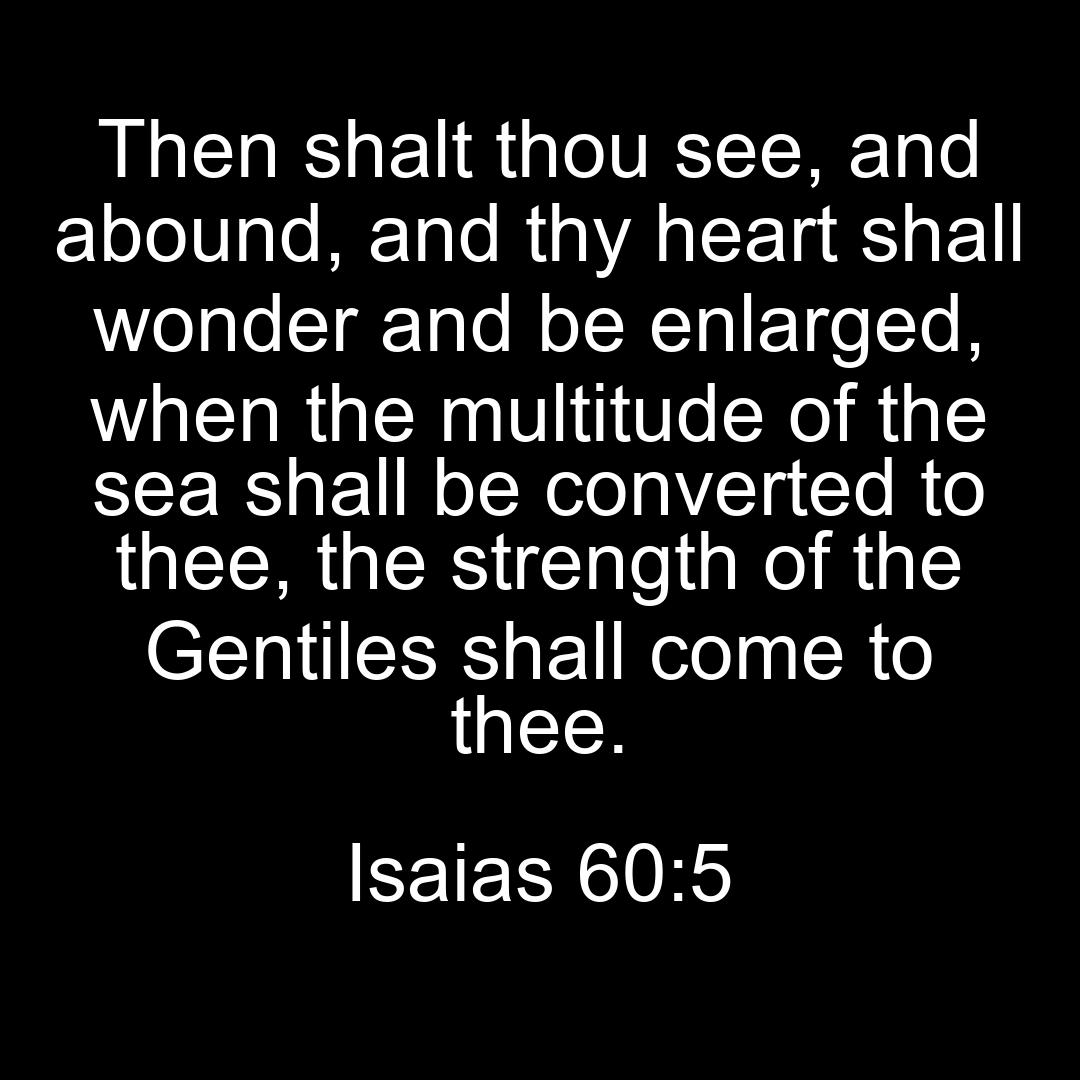 Then shalt thou see, and
abound, and thy heart shall
wonder and be enlarged,
when the multitude of the
sea shall be converted to
thee, the strength of the
Gentiles shall come to
thee.
Isaias 60:5